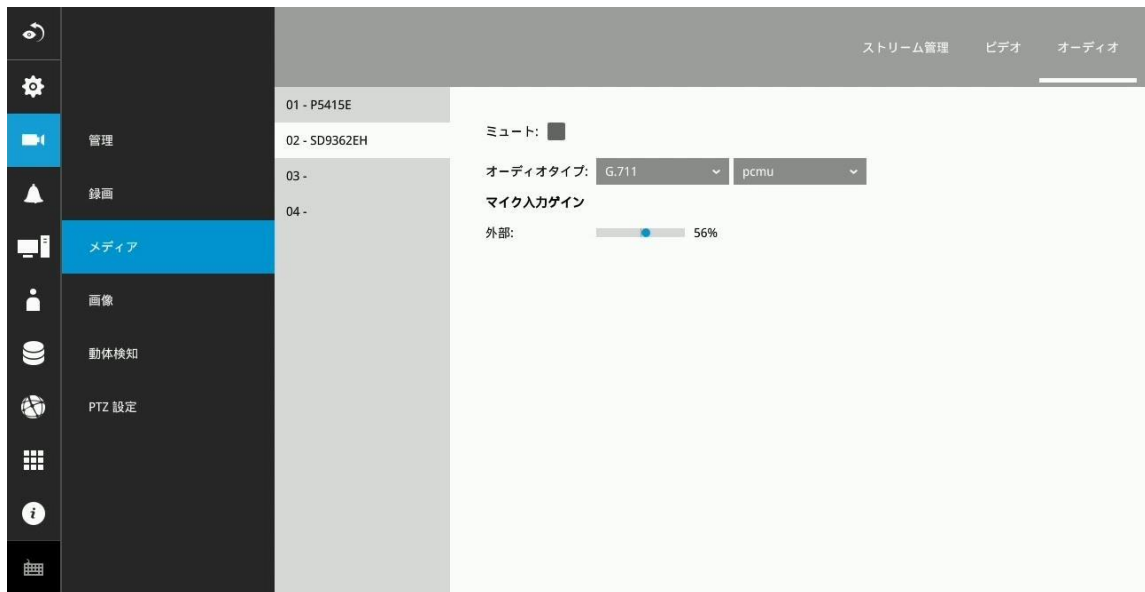 ストリーム管理 ビデオ オーディオ
管理
録画
メディア
画像
動体検知
PTZ 設定
01 - P5415E
02 - SD9362EH
03 -
04 -
ミュート:
オーディオタイプ: G.711 pcmu
マイク入力ゲイン
外部: 56%